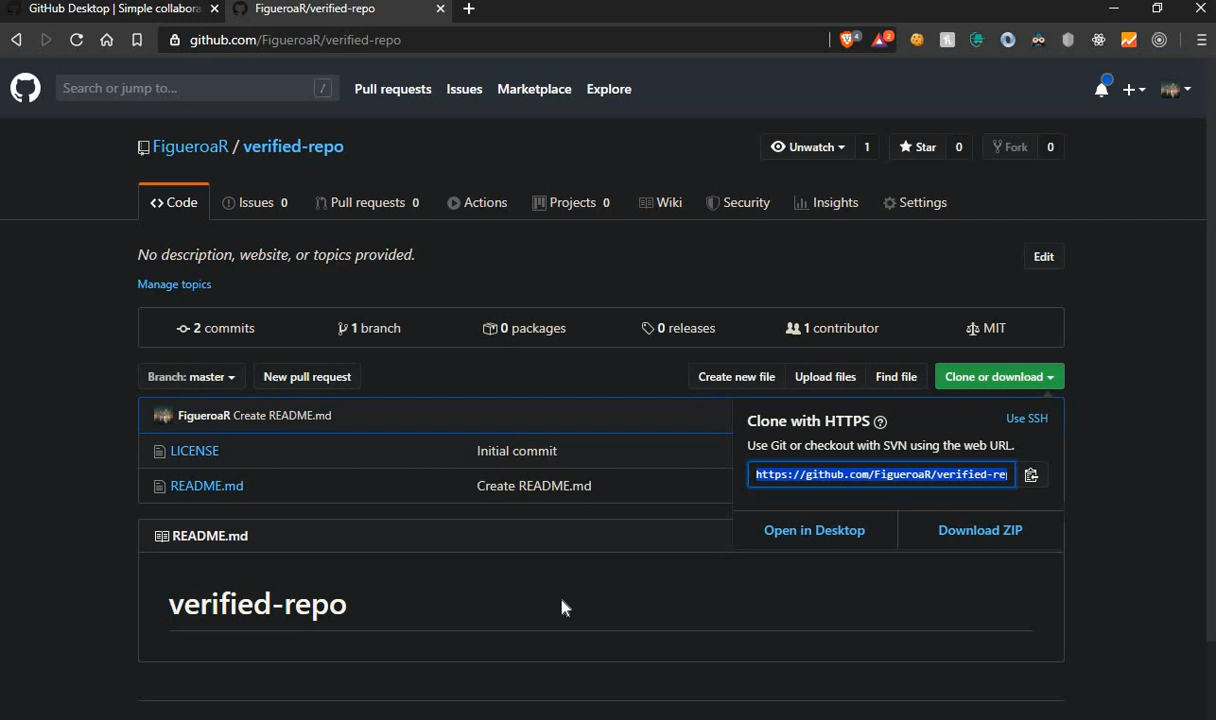 GitHub Desktop | Simple collabora
FigueroaR/verified-repo
github.com/FigueroaR/verified-repo
4
2
Search or jump to...
/
Pull requests
Issues
Marketplace
Explore
FigueroaR / verified-repo
Unwatch
1
Star
0
Fork
0
Code
Issues 0
Pull requests 0
Actions
Projects 0
Wiki
Security
Insights
Settings
No description, website, or topics provided.
Edit
Manage topics
2 commits
1 branch
0 packages
0 releases
1 contributor
MIT
Branch: master
New pull request
Create new file
Upload files
Find file
Clone or download
FigueroaR Create README.md
Clone with HTTPS
Use SSH
Use Git or checkout with SVN using the web URL.
https://github.com/FigueroaR/verified-re
Open in Desktop
Download ZIP
LICENSE
Initial commit
README.md
Create README.md
README.md
verified-repo